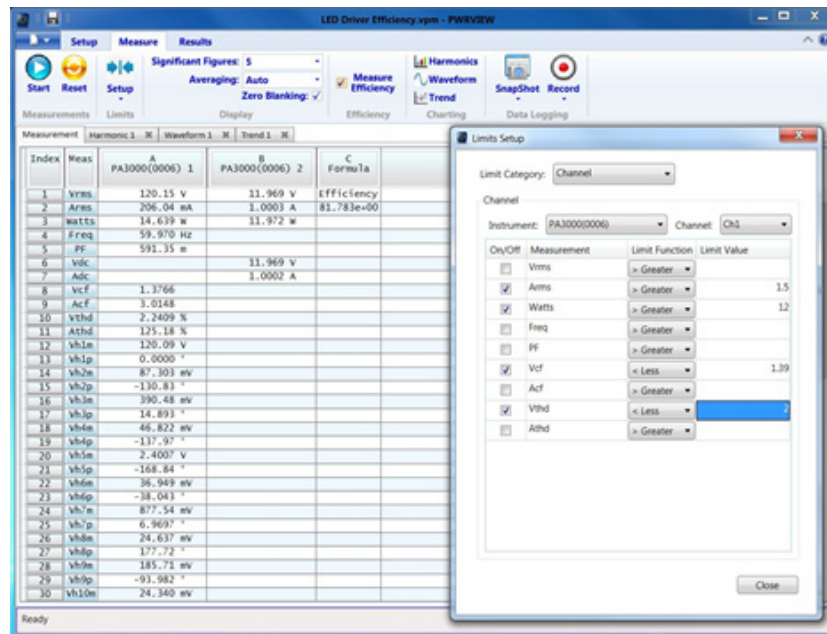 LED Driver Efficiency.vpm - PWRVIEW
Setup Measure Results
Start Reset Setup
Significant Figures: 5
Averaging: Auto
Zero Blanking:
Measure Efficiency
Harmonics
Waveform
Trend
SnapShot Record
Measurements Limits Display Efficiency Charting Data Logging
Measurement Harmonic 1 Waveform 1 Trend 1
Index Meas A B C
PA3000(0006) 1 PA3000(0006) 2 Formula
1 Vrms 120.15 V 11.969 V Efficiency
2 Arms 206.04 mA 1.0003 A 81.783e+00
3 Watts 14.639 W 11.972 W
4 Freq 59.970 Hz
5 PF 591.35 m
6 Vdc 11.969 V
7 Adc 1.0002 A
8 Vcf 1.3766
9 Acf 3.0148
10 Vthd 2.2409 %
11 Athd 125.18 %
12 Vh1m 120.09 V
13 Vh1p 0.0000 °
14 Vh2m 87.303 mV
15 Vh2p -130.83 °
16 Vh3m 390.48 mV
17 Vh3p 14.893 °
18 Vh4m 46.822 mV
19 Vh4p -137.97 °
20 Vh5m 2.4007 V
21 Vh5p -168.84 °
22 Vh6m 36.949 mV
23 Vh6p -38.043 °
24 Vh7m 877.54 mV
25 Vh7p 6.9697 °
26 Vh8m 24.637 mV
27 Vh8p 177.72 °
28 Vh9m 185.71 mV
29 Vh9p -93.982 °
30 Vh10m 24.340 mV
Ready
Limits Setup
Limit Category: Channel
Channel
Instrument: PA3000(0006) Channel: Ch1
On/Off Measurement Limit Function Limit Value
Vrms > Greater
Arms > Greater 1.5
Watts > Greater 12
Freq > Greater
PF > Greater
Vcf < Less 1.39
Acf > Greater
Vthd < Less 2
Athd > Greater
Close